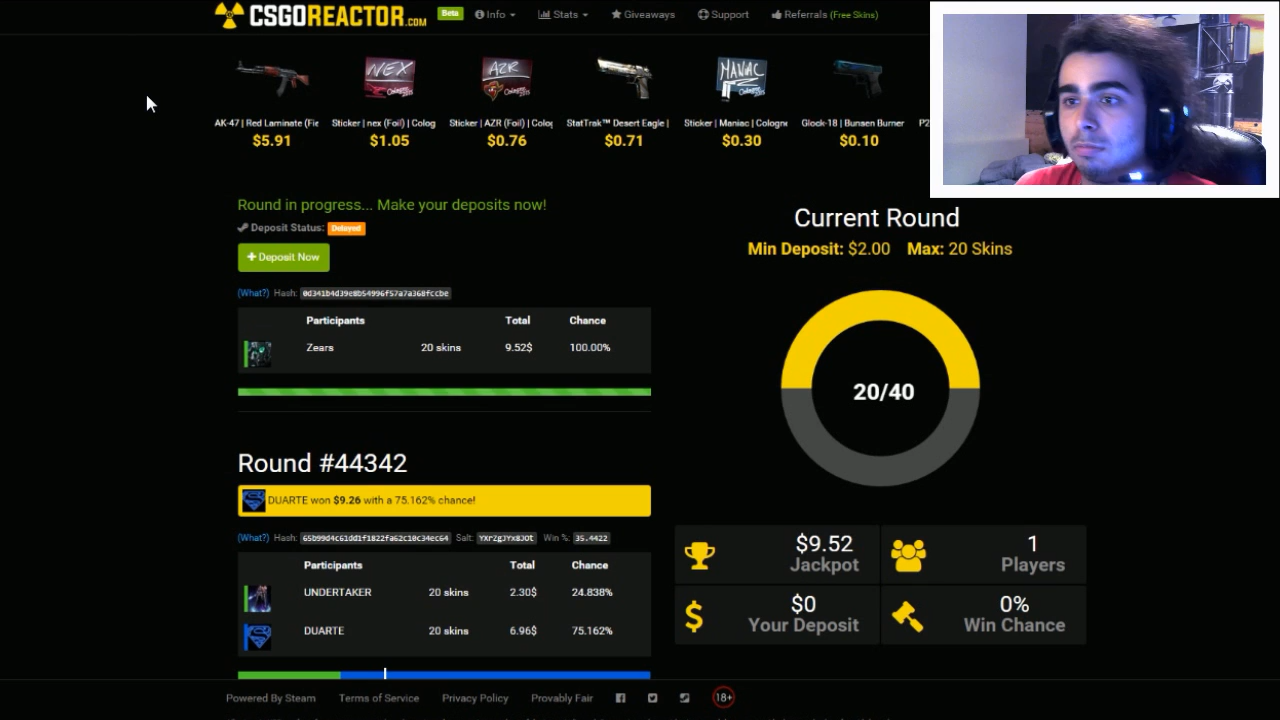 CSGOREACTOR.COM Beta Info Stats Giveaways Support Referrals (Free Skins)
AK-47 | Red Laminate (Fie Sticker | nex (Foil) | Colog Sticker | AZR (Foil) | Colo StatTrak™ Desert Eagle | Sticker | Maniac | Cologne Glock-18 | Bunsen Burner P2
$5.91 $1.05 $0.76 $0.71 $0.30 $0.10
Round in progress... Make your deposits now!
Deposit Status: Delayed
+ Deposit Now
(What?) Hash: 0d341b4d39e8b54996f57a7a368fccbe
Participants Total Chance
Zears 20 skins 9.52$ 100.00%
Round #44342
DUARTE won $9.26 with a 75.162% chance!
(What?) Hash: 65b99d4c61dd1f1822fa62c10c34ec64 Salt: YXrZgJYx8JOt Win %: 35.4422
Participants Total Chance
UNDERTAKER 20 skins 2.30$ 24.838%
DUARTE 20 skins 6.96$ 75.162%
Current Round
Min Deposit: $2.00 Max: 20 Skins
20/40
$9.52
Jackpot
1
Players
$0
Your Deposit
0%
Win Chance
Powered By Steam Terms of Service Privacy Policy Provably Fair 18+